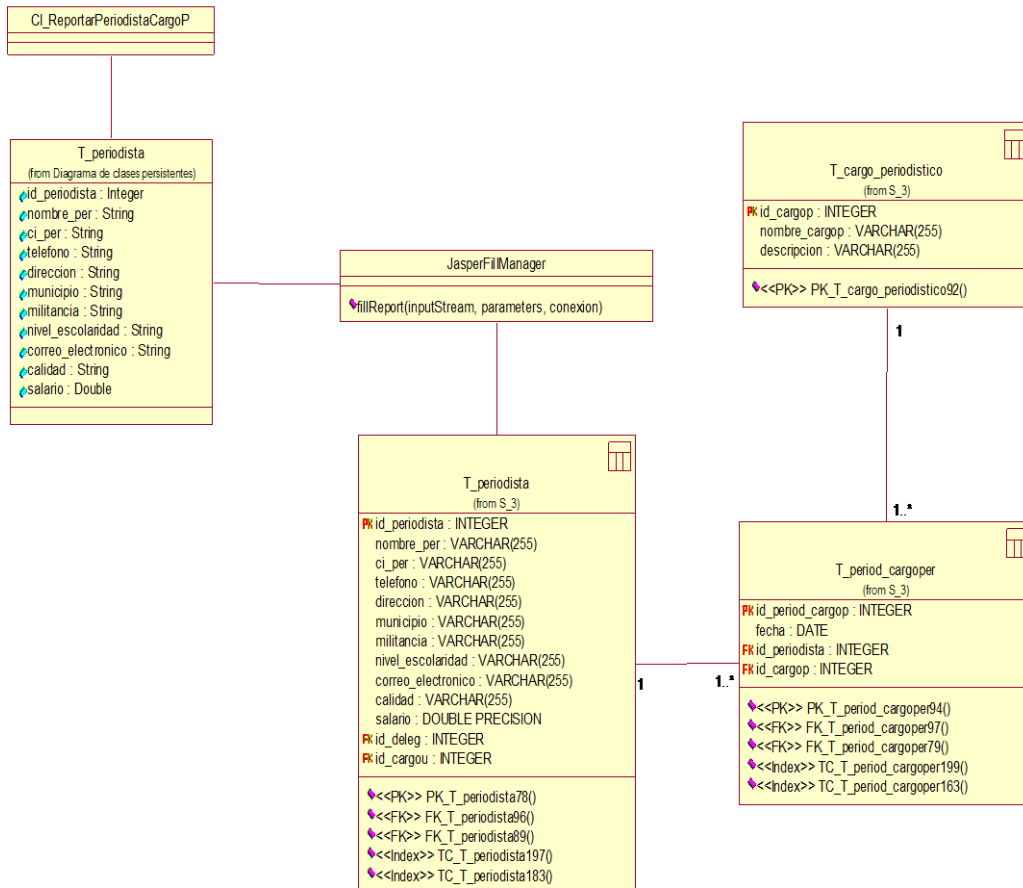 CI_ReportarPeriodistaCargoP
T_periodista
(from Diagrama de clases persistentes)
id_periodista : Integer
nombre_per : String
ci_per : String
telefono : String
direccion : String
municipio : String
militancia : String
nivel_escolaridad : String
correo_electronico : String
calidad : String
salario : Double
JasperFillManager
fillReport(inputStream, parameters, conexion)
T_cargo_periodistico
(from S_3)
PK id_cargop : INTEGER
nombre_cargop : VARCHAR(255)
descripcion : VARCHAR(255)
<<PK>> PK_T_cargo_periodistico92()
1
1..*
T_periodista
(from S_3)
PK id_periodista : INTEGER
nombre_per : VARCHAR(255)
ci_per : VARCHAR(255)
telefono : VARCHAR(255)
direccion : VARCHAR(255)
municipio : VARCHAR(255)
militancia : VARCHAR(255)
nivel_escolaridad : VARCHAR(255)
correo_electronico : VARCHAR(255)
calidad : VARCHAR(255)
salario : DOUBLE PRECISION
FK id_deleg : INTEGER
FK id_cargou : INTEGER
<<PK>> PK_T_periodista78()
<<FK>> FK_T_periodista96()
<<FK>> FK_T_periodista89()
<<Index>> TC_T_periodista197()
<<Index>> TC_T_periodista183()
1
1..*
T_period_cargoper
(from S_3)
PK id_period_cargop : INTEGER
fecha : DATE
FK id_periodista : INTEGER
FK id_cargop : INTEGER
<<PK>> PK_T_period_cargoper94()
<<FK>> FK_T_period_cargoper97()
<<FK>> FK_T_period_cargoper79()
<<Index>> TC_T_period_cargoper199()
<<Index>> TC_T_period_cargoper163()